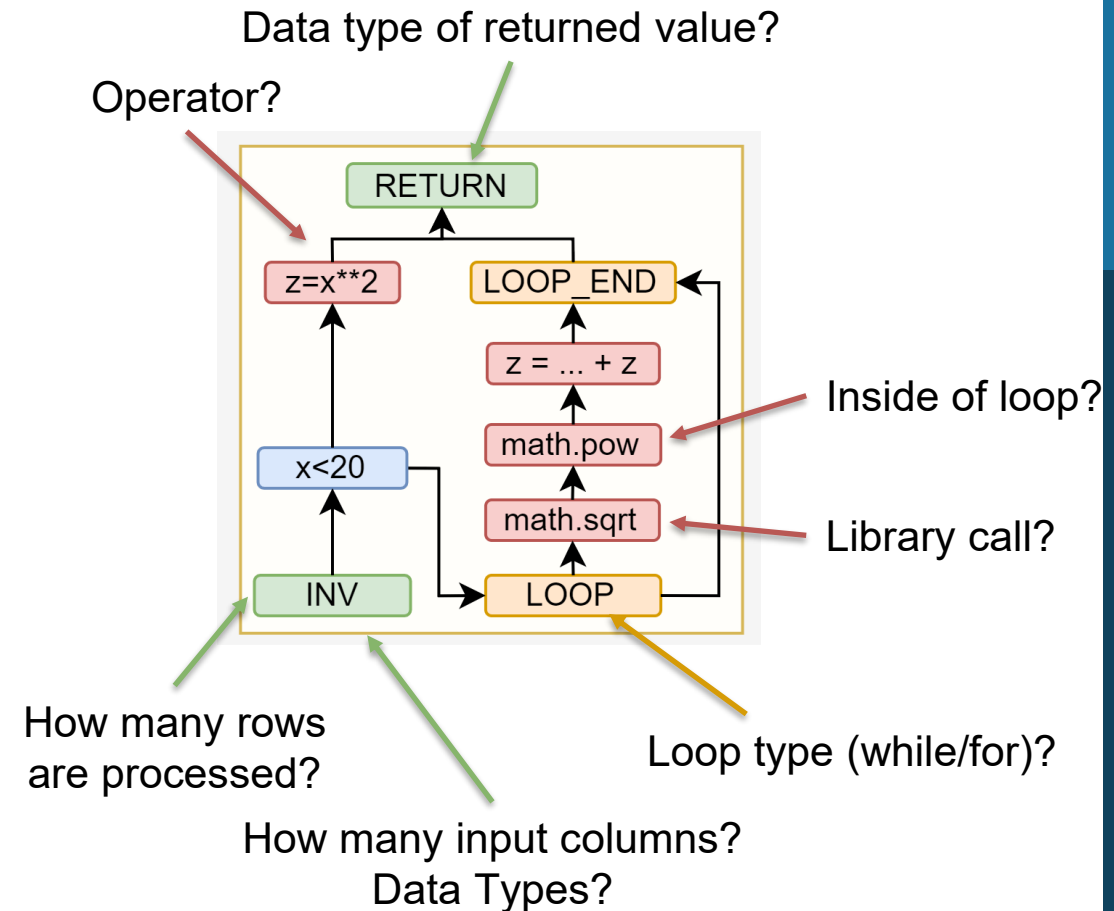 Data type of returned value?
Operator?
RETURN
z=x**2
LOOP_END
z = ... + z
Inside of loop?
math.pow
x<20
math.sqrt
Library call?
INV
LOOP
How many rows
are processed?
Loop type (while/for)?
How many input columns?
Data Types?